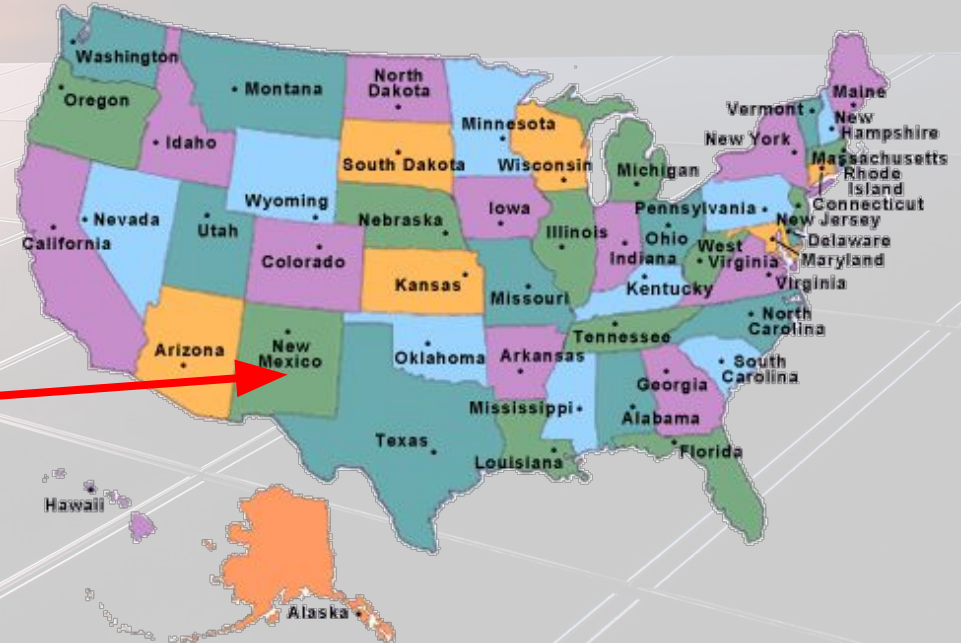 Washington
Montana
North
Dakota
Minnesota
Maine
Vermont
New
Hampshire
Oregon
Idaho
South Dakota
Wisconsin
Michigan
New York
Massachusetts
Rhode
Island
Connecticut
Wyoming
Nebraska
Iowa
Illinois
Indiana
Ohio
Pennsylvania
New Jersey
Delaware
Maryland
West
Virginia
Virginia
California
Nevada
Utah
Colorado
Kansas
Missouri
Kentucky
North
Carolina
Tennessee
Arizona
New
Mexico
Oklahoma
Arkansas
South
Carolina
Georgia
Mississippi
Alabama
Texas
Louisiana
Florida
Hawaii
Alaska